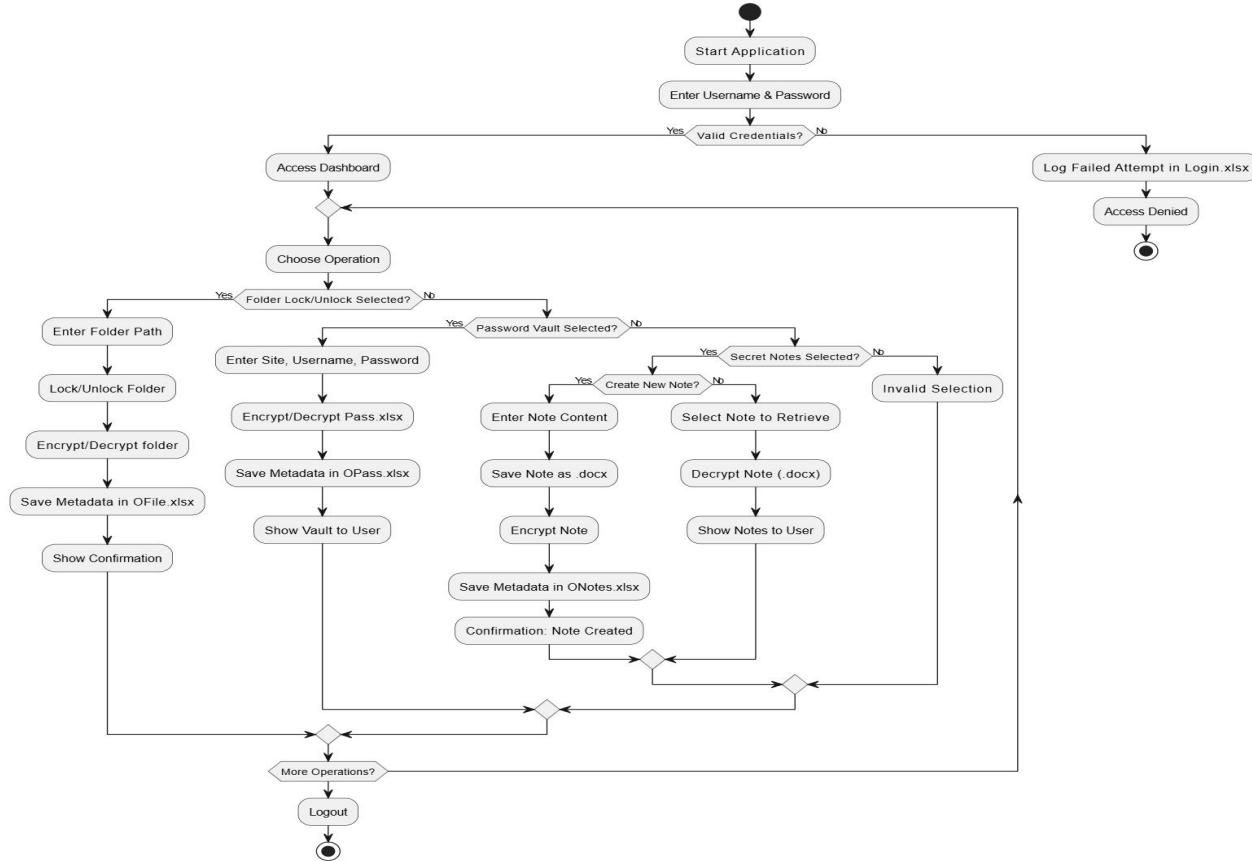 Start Application
Enter Username & Password
Yes
Valid Credentials?
No
Access Dashboard
Log Failed Attempt in Login.xlsx
Access Denied
Choose Operation
Yes
Folder Lock/Unlock Selected?
No
Enter Folder Path
Yes
Password Vault Selected?
No
Lock/Unlock Folder
Enter Site, Username, Password
Yes
Secret Notes Selected?
No
Encrypt/Decrypt folder
Encrypt/Decrypt Pass.xlsx
Yes
Create New Note?
No
Invalid Selection
Save Metadata in OFile.xlsx
Save Metadata in OPass.xlsx
Enter Note Content
Select Note to Retrieve
Show Confirmation
Show Vault to User
Save Note as .docx
Decrypt Note (.docx)
Encrypt Note
Show Notes to User
Save Metadata in ONotes.xlsx
Confirmation: Note Created
More Operations?
Logout